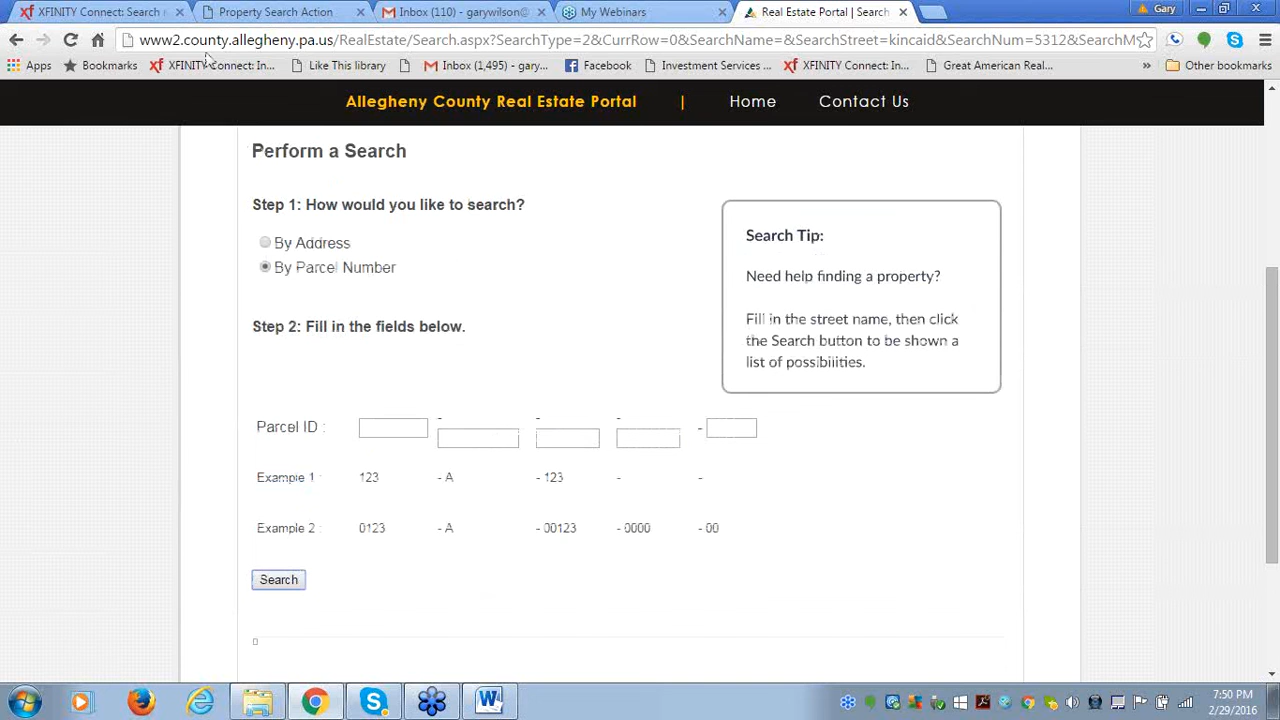 XFINITY Connect: Search
Property Search Action
Inbox (110) - garywilson@
My Webinars
Real Estate Portal | Search
Gary
www2.county.allegheny.pa.us/RealEstate/Search.aspx?SearchType=2&CurrRow=0&SearchName=&SearchStreet=kincaid&SearchNum=5312&SearchM
Apps
Bookmarks
XFINITY Connect: In...
Like This library
Inbox (1,495) - gary...
Facebook
Investment Services ...
XFINITY Connect: In...
Great American Real...
» Other bookmarks
Allegheny County Real Estate Portal | Home Contact Us
Perform a Search
Step 1: How would you like to search?
By Address
By Parcel Number
Step 2: Fill in the fields below.
Search Tip:
Need help finding a property?
Fill in the street name, then click
the Search button to be shown a
list of possibilities.
Parcel ID : - - - -
Example 1 : 123 - A - 123 - -
Example 2 : 0123 - A - 00123 - 0000 - 00
Search
7:50 PM
2/29/2016